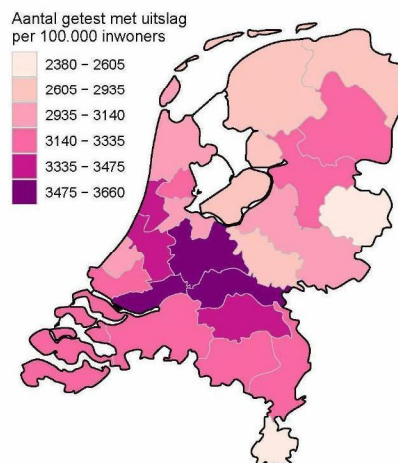 Aantal getest met uitslag
per 100.000 inwoners
2380 – 2605
2605 – 2935
2935 – 3140
3140 – 3335
3335 – 3475
3475 – 3660